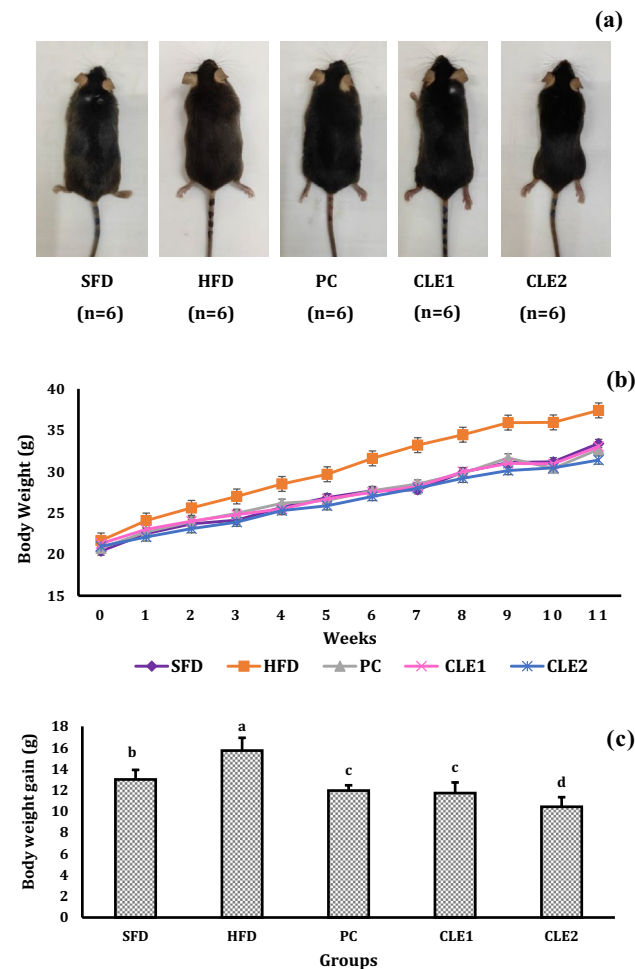 (a)
SFD HFD PC CLE1 CLE2
(n=6) (n=6) (n=6) (n=6) (n=6)
(b)
40
35
30
25
20
15
Body Weight (g)
0 1 2 3 4 5 6 7 8 9 10 11
Weeks
SFD HFD PC CLE1 CLE2
(c)
18
16
14
12
10
8
6
4
2
0
Body weight gain (g)
b a c c d
SFD HFD PC CLE1 CLE2
Groups